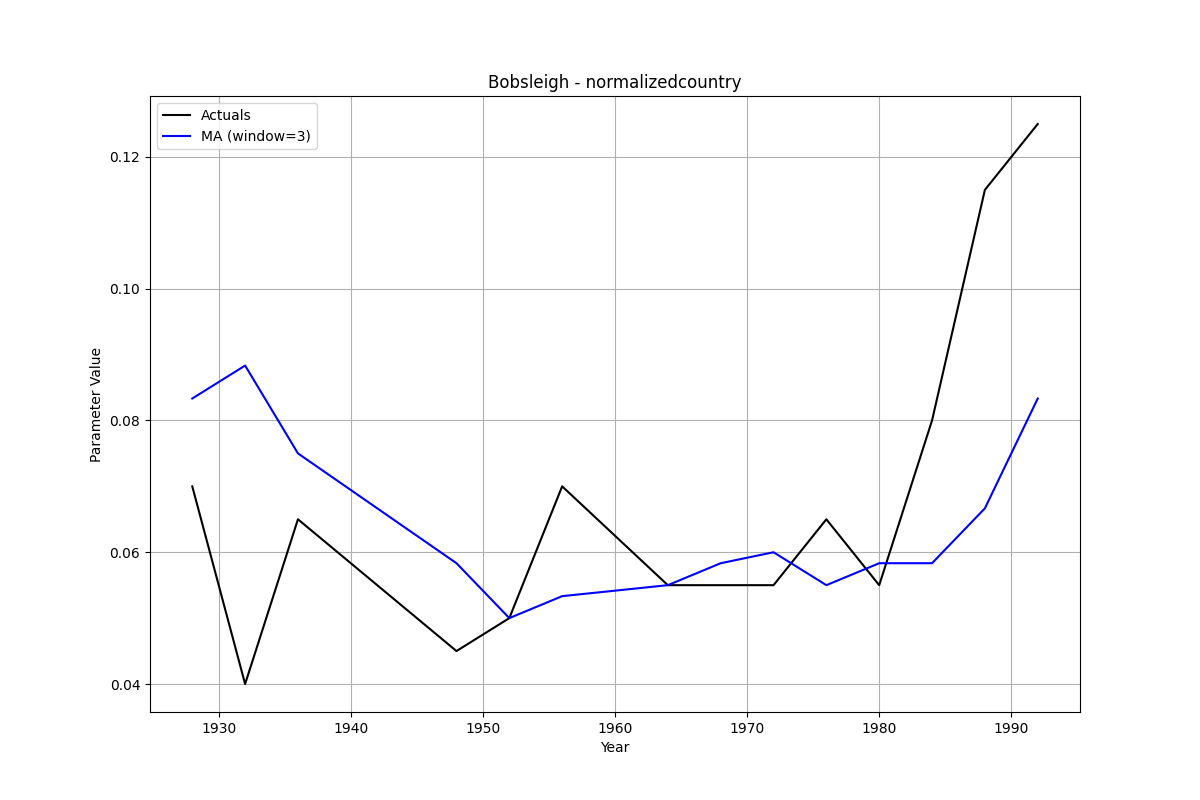 Bobsleigh - normalizedcountry
Actuals
MA (window=3)
Parameter Value
0.12
0.10
0.08
0.06
0.04
1930 1940 1950 1960 1970 1980 1990
Year